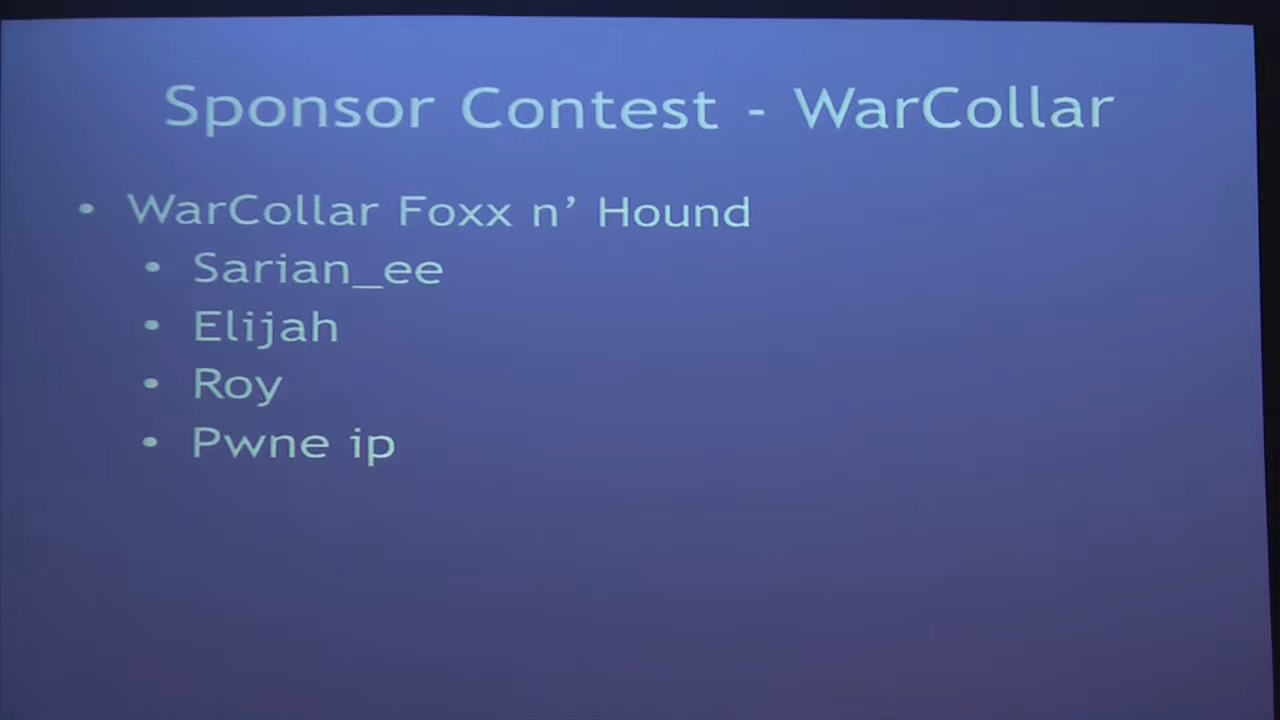 Sponsor Contest - WarCollar
• WarCollar Foxx n’ Hound
• Sarian_ee
• Elijah
• Roy
• Pwne ip